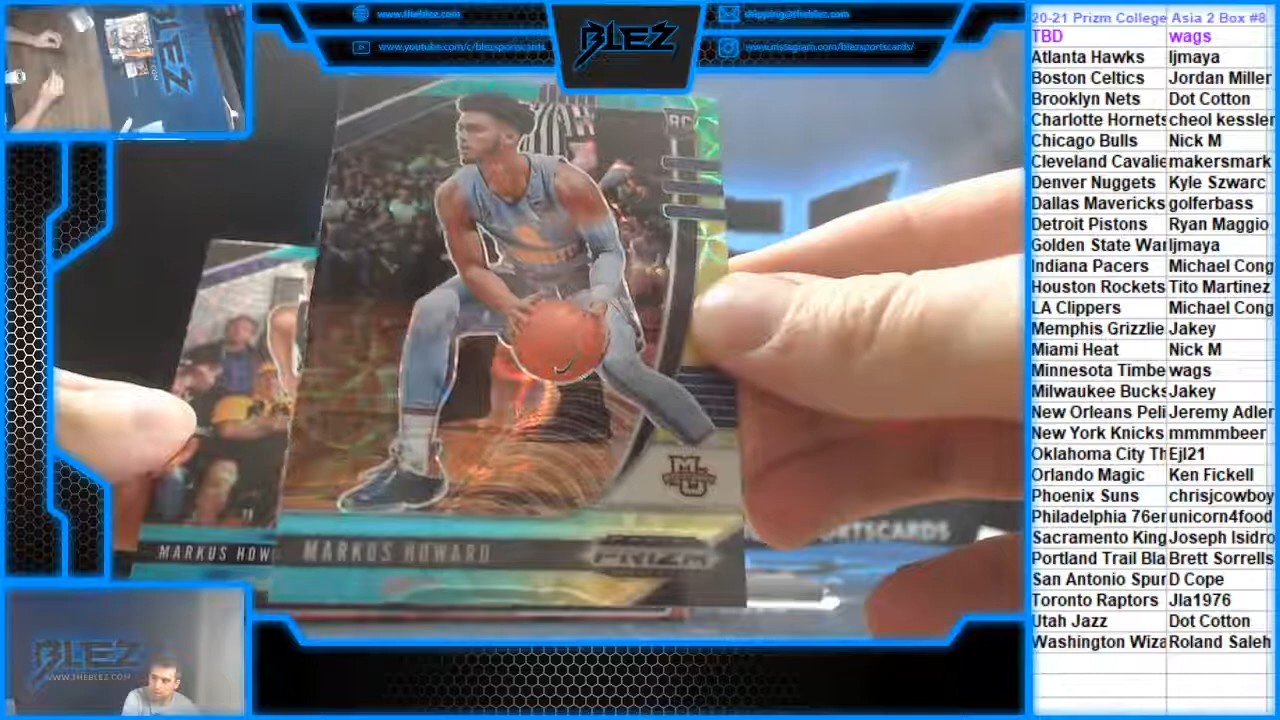 www.theblez.com
shipping@theblez.com
www.youtube.com/c/blezsportscards
www.instagram.com/blezsportscards/
BLEZ
20-21 Prizm College Asia 2 Box #8
TBD wags
Atlanta Hawks ljmaya
Boston Celtics Jordan Miller
Brooklyn Nets Dot Cotton
Charlotte Hornets cheol kessler
Chicago Bulls Nick M
Cleveland Cavalie makersmark
Denver Nuggets Kyle Szwarc
Dallas Mavericks golferbass
Detroit Pistons Ryan Maggio
Golden State War ljmaya
Indiana Pacers Michael Cong
Houston Rockets Tito Martinez
LA Clippers Michael Cong
Memphis Grizzlie Jakey
Miami Heat Nick M
Minnesota Timbe wags
Milwaukee Bucks Jakey
New Orleans Peli Jeremy Adler
New York Knicks mmmmbeer
Oklahoma City Th Ejl21
Orlando Magic Ken Fickell
Phoenix Suns chrisjcowboy
Philadelphia 76er unicorn4food
Sacramento King Joseph Isidro
Portland Trail Bla Brett Sorrells
San Antonio Spur D Cope
Toronto Raptors Jla1976
Utah Jazz Dot Cotton
Washington Wiza Roland Saleh
RC
MU
MARKUS HOW
MARKUS HOWARD
PRIZM
SPORTSCARDS
BLEZ
WWW.THEBLEZ.COM